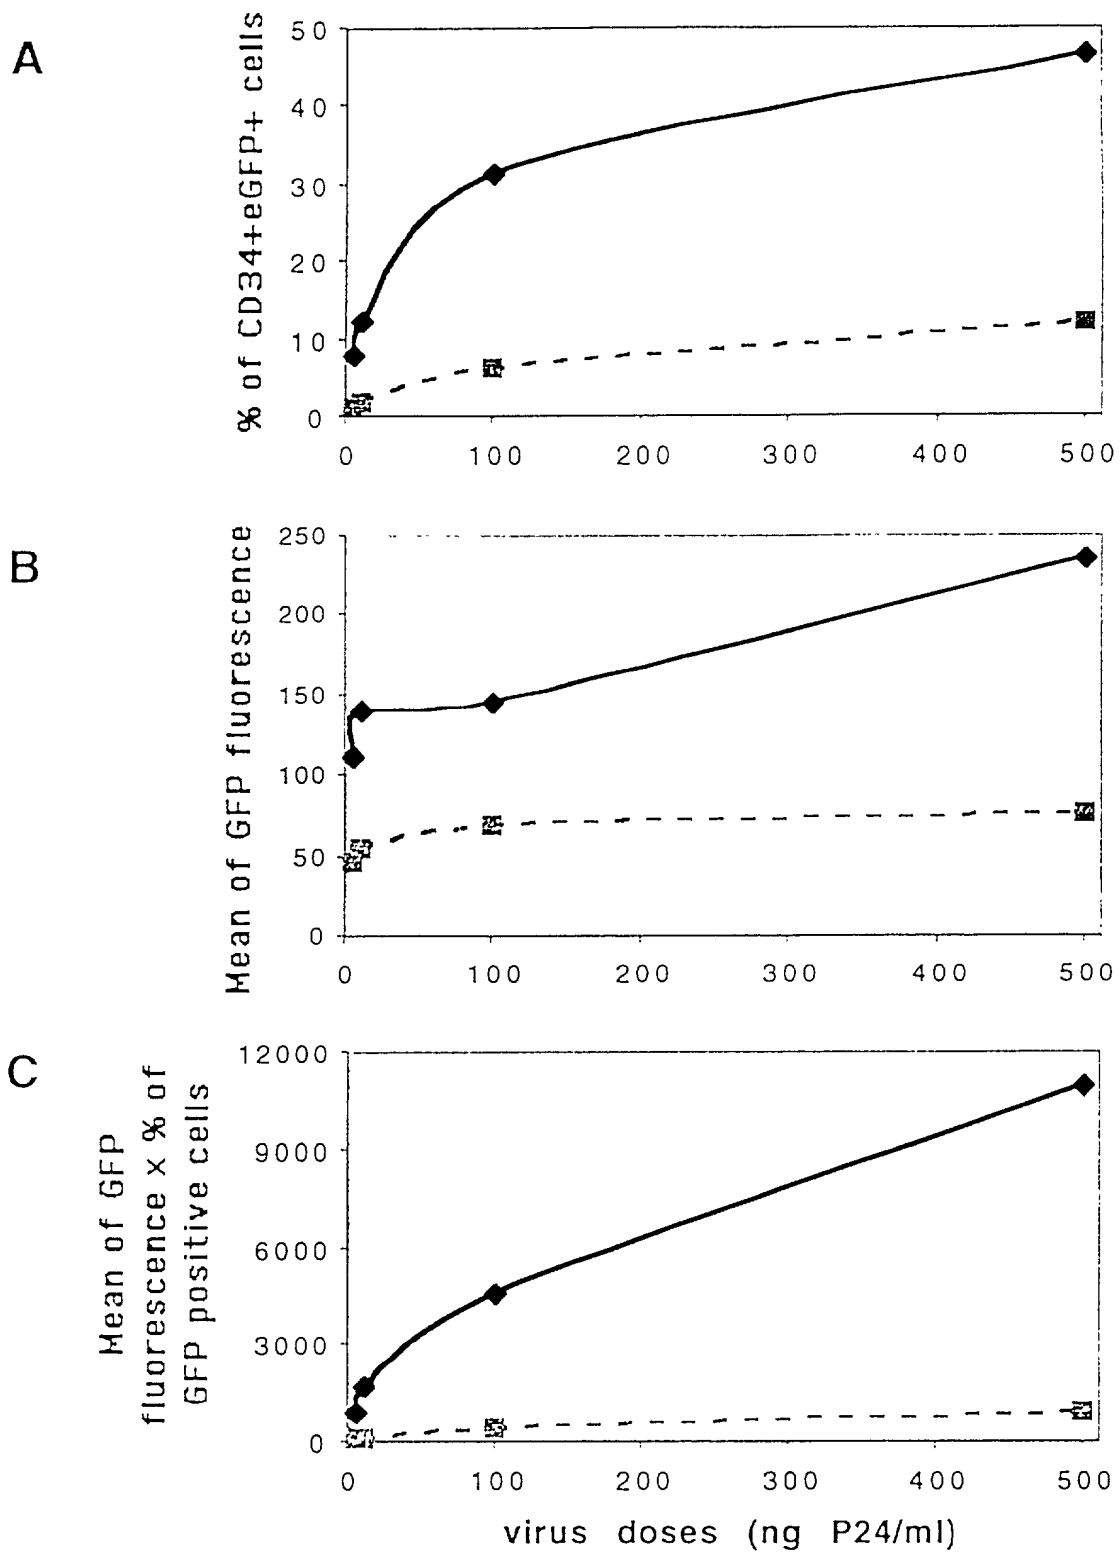 A
% of CD34+eGFP+ cells
50
40
30
20
10
0
0 100 200 300 400 500
B
Mean of GFP fluorescence
250
200
150
100
50
0
0 100 200 300 400 500
C
Mean of GFP
fluorescence x % of
GFP positive cells
12000
9000
6000
3000
0
0 100 200 300 400 500
virus doses (ng P24/ml)